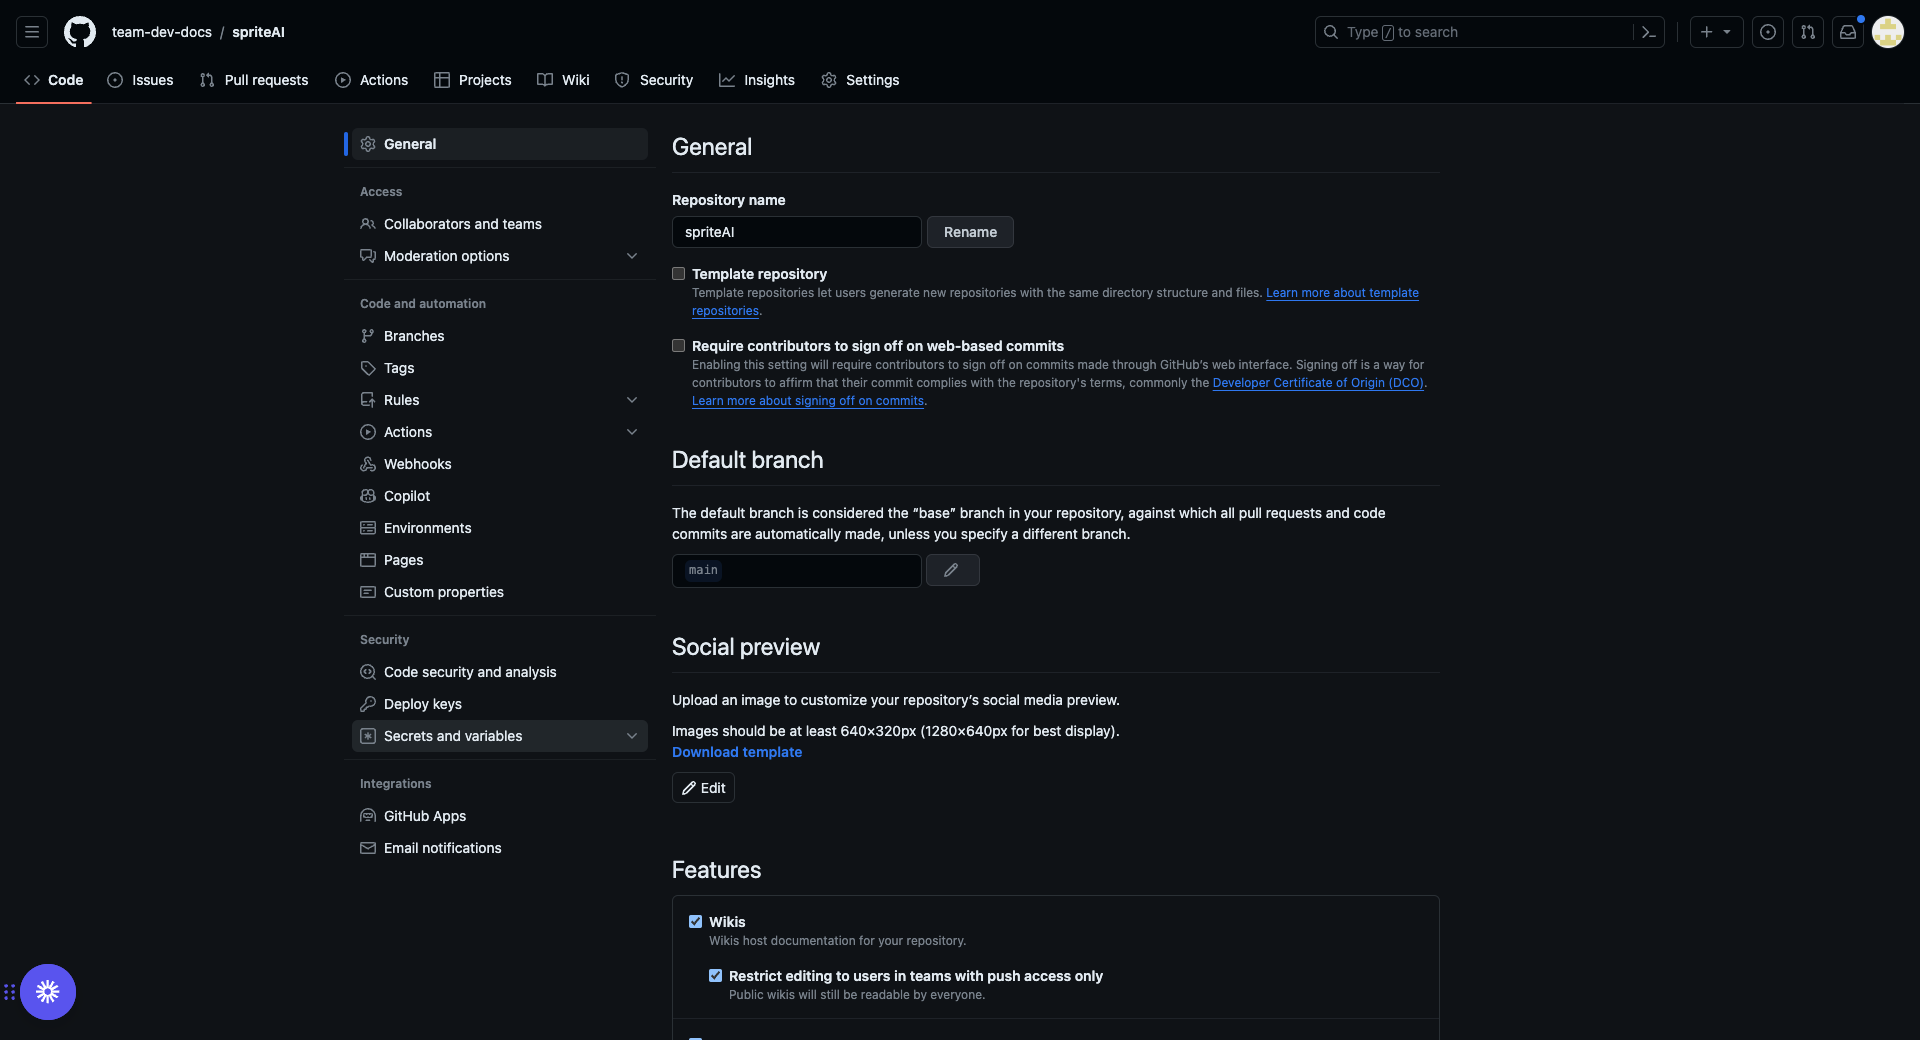 team-dev-docs / spriteAI
Type / to search
Code
Issues
Pull requests
Actions
Projects
Wiki
Security
Insights
Settings
General
Access
Collaborators and teams
Moderation options
Code and automation
Branches
Tags
Rules
Actions
Webhooks
Copilot
Environments
Pages
Custom properties
Security
Code security and analysis
Deploy keys
Secrets and variables
Integrations
GitHub Apps
Email notifications
General
Repository name
spriteAI
Rename
Template repository
Template repositories let users generate new repositories with the same directory structure and files. Learn more about template
repositories.
Require contributors to sign off on web-based commits
Enabling this setting will require contributors to sign off on commits made through GitHub's web interface. Signing off is a way for
contributors to affirm that their commit complies with the repository's terms, commonly the Developer Certificate of Origin (DCO).
Learn more about signing off on commits.
Default branch
The default branch is considered the “base” branch in your repository, against which all pull requests and code
commits are automatically made, unless you specify a different branch.
main
Social preview
Upload an image to customize your repository’s social media preview.
Images should be at least 640×320px (1280×640px for best display).
Download template
Edit
Features
Wikis
Wikis host documentation for your repository.
Restrict editing to users in teams with push access only
Public wikis will still be readable by everyone.